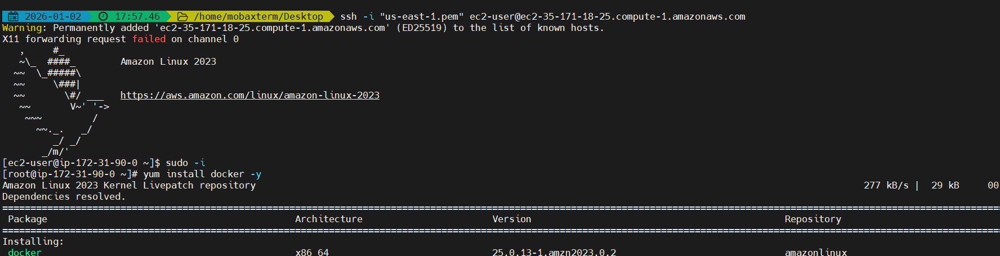 2026-01-02 17:57.46 /home/mobaxterm/Desktop ssh -i "us-east-1.pem" ec2-user@ec2-35-171-18-25.compute-1.amazonaws.com
Warning: Permanently added 'ec2-35-171-18-25.compute-1.amazonaws.com' (ED25519) to the list of known hosts.
X11 forwarding request failed on channel 0
   ,     #_
   ~\_  ####_        Amazon Linux 2023
  ~~  \_#####\
  ~~     \###|
  ~~       \#/ ___   https://aws.amazon.com/linux/amazon-linux-2023
   ~~       V~' '->
    ~~~         /
      ~~._.   _/
         _/ _/
       _/m/'
[ec2-user@ip-172-31-90-0 ~]$ sudo -i
[root@ip-172-31-90-0 ~]# yum install docker -y
Amazon Linux 2023 Kernel Livepatch repository 277 kB/s | 29 kB 00
Dependencies resolved.
================================================================================
Package Architecture Version Repository
================================================================================
Installing:
docker x86_64 25.0.13-1.amzn2023.0.2 amazonlinux